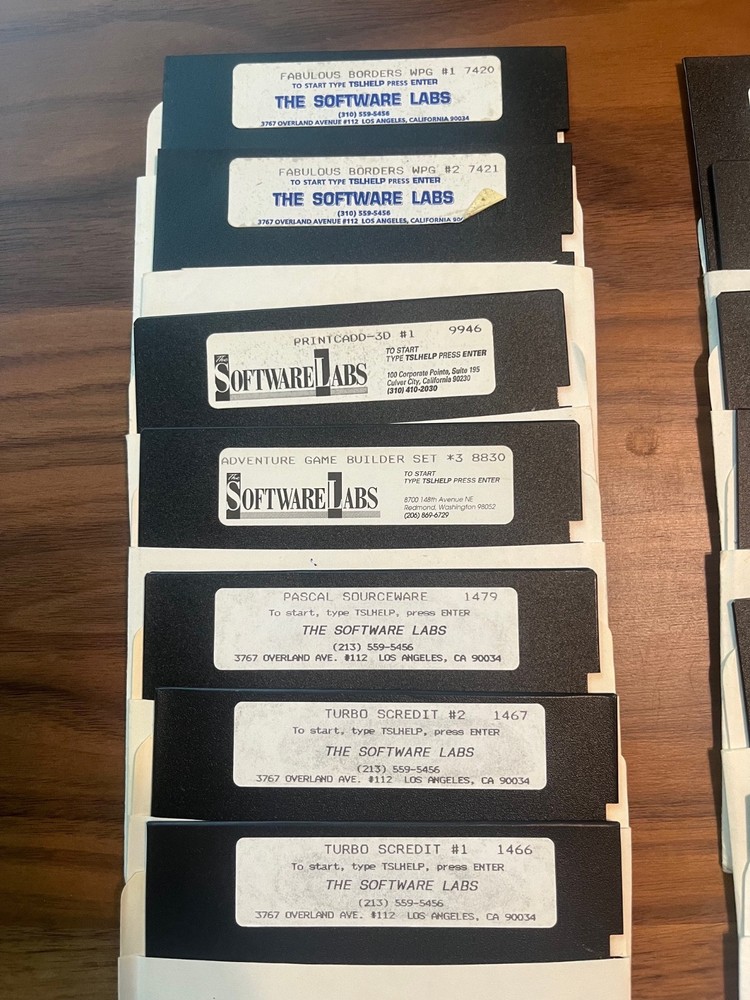 FABULOUS BORDERS WPG #1 7420
TO START TYPE TSLHELP PRESS ENTER
THE SOFTWARE LABS
(310) 559-5456
3767 OVERLAND AVENUE #112 LOS ANGELES, CALIFORNIA 90034
FABULOUS BORDERS WPG #2 7421
TO START TYPE TSLHELP PRESS ENTER
THE SOFTWARE LABS
(310) 559-5456
3767 OVERLAND AVENUE #112 LOS ANGELES, CALIFORNIA
PRINTCADD-3D #1 9946
The SOFTWARE LABS
TO START
TYPE TSLHELP PRESS ENTER
100 Corporate Pointe, Suite 195
Culver City, California 90230
(310) 410-2030
ADVENTURE GAME BUILDER SET *3 8830
The SOFTWARE LABS
TO START
TYPE TSLHELP PRESS ENTER
8700 148th Avenue NE
Redmond, Washington 98052
(206) 869-6729
PASCAL SOURCEWARE 1479
To start, type TSLHELP, press ENTER
THE SOFTWARE LABS
(213) 559-5456
3767 OVERLAND AVE. #112 LOS ANGELES, CA 90034
TURBO SCREDIT #2 1467
To start, type TSLHELP, press ENTER
THE SOFTWARE LABS
(213) 559-5456
3767 OVERLAND AVE. #112 LOS ANGELES, CA 90034
TURBO SCREDIT #1 1466
To start, type TSLHELP, press ENTER
THE SOFTWARE LABS
(213) 559-5456
3767 OVERLAND AVE. #112 LOS ANGELES, CA 90034